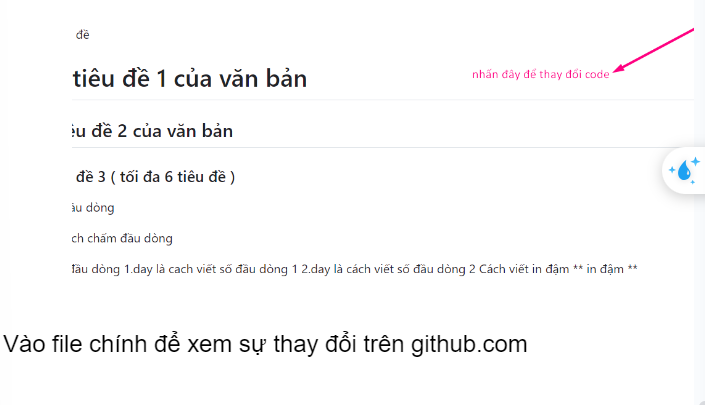 đề
tiêu đề 1 của văn bản
nhấn đây để thay đổi code
đề 2 của văn bản
đề 3 ( tối đa 6 tiêu đề )
dòng
chấm đầu dòng
đầu dòng 1.day là cach viết số đầu dòng 1 2.day là cách viết số đầu dòng 2 Cách viết in đậm ** in đậm **
Vào file chính để xem sự thay đổi trên github.com